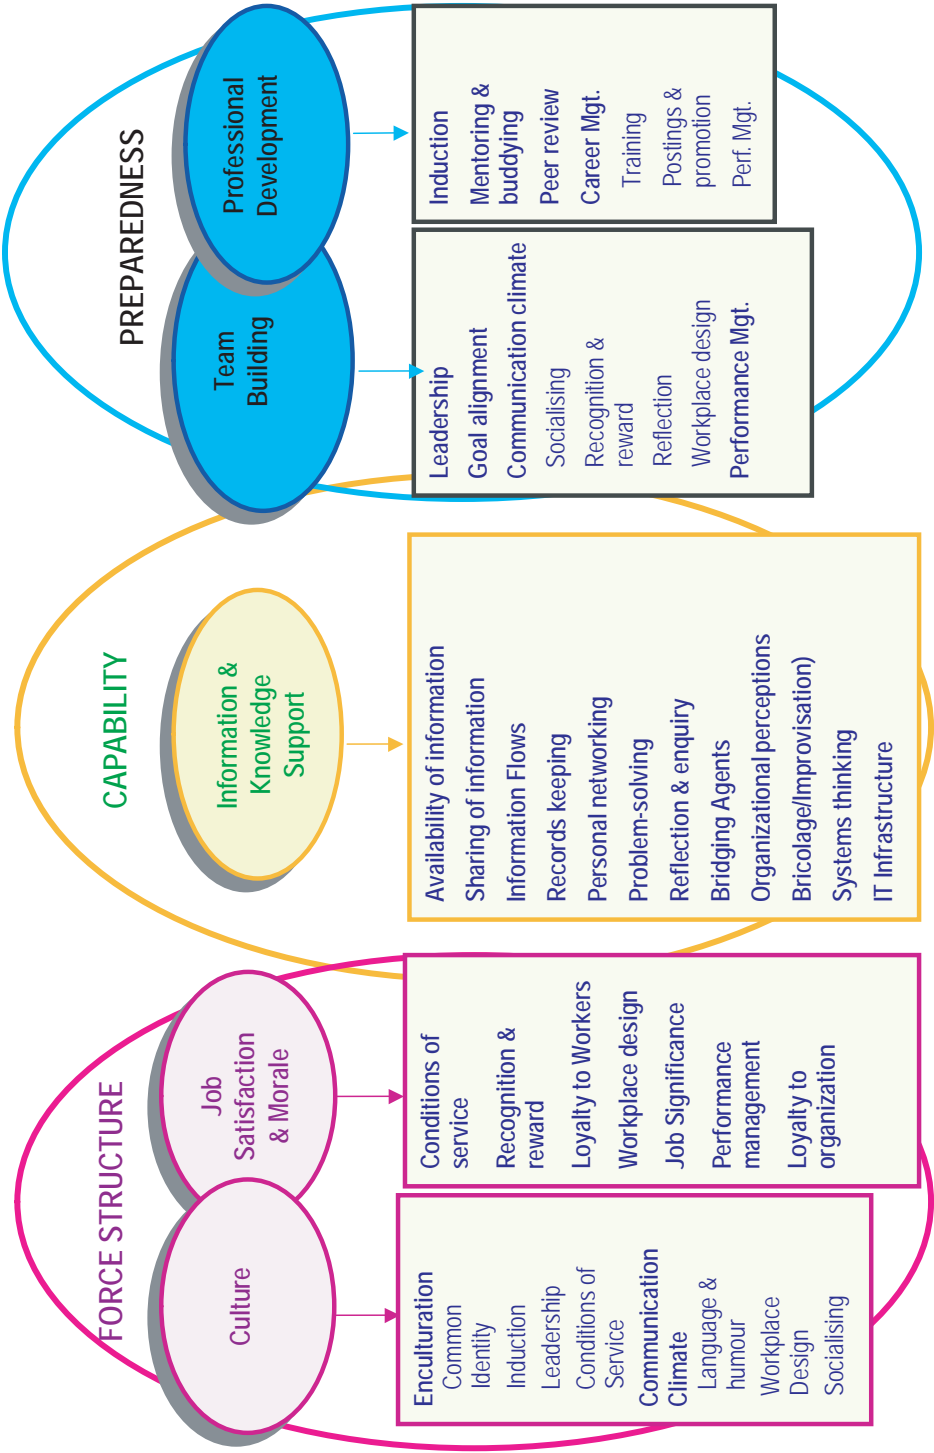 FORCE STRUCTURE
Culture
Enculturation
Common
Identity
Induction
Leadership
Conditions of
Service
Communication
Climate
Language &
humour
Workplace
Design
Socialising
Job
Satisfaction
& Morale
Conditions of
service
Recognition &
reward
Loyalty to Workers
Workplace design
Job Significance
Performance
management
Loyalty to
organization
CAPABILITY
Information &
Knowledge
Support
Availability of information
Sharing of information
Information Flows
Records keeping
Personal networking
Problem-solving
Reflection & enquiry
Bridging Agents
Organizational perceptions
Bricolage/Improvisation)
Systems thinking
IT Infrastructure
PREPAREDNESS
Team
Building
Leadership
Goal alignment
Communication climate
Socialising
Recognition &
reward
Reflection
Workplace design
Performance Mgt.
Professional
Development
Induction
Mentoring &
buddying
Peer review
Career Mgt.
Training
Postings &
promotion
Perf. Mgt.